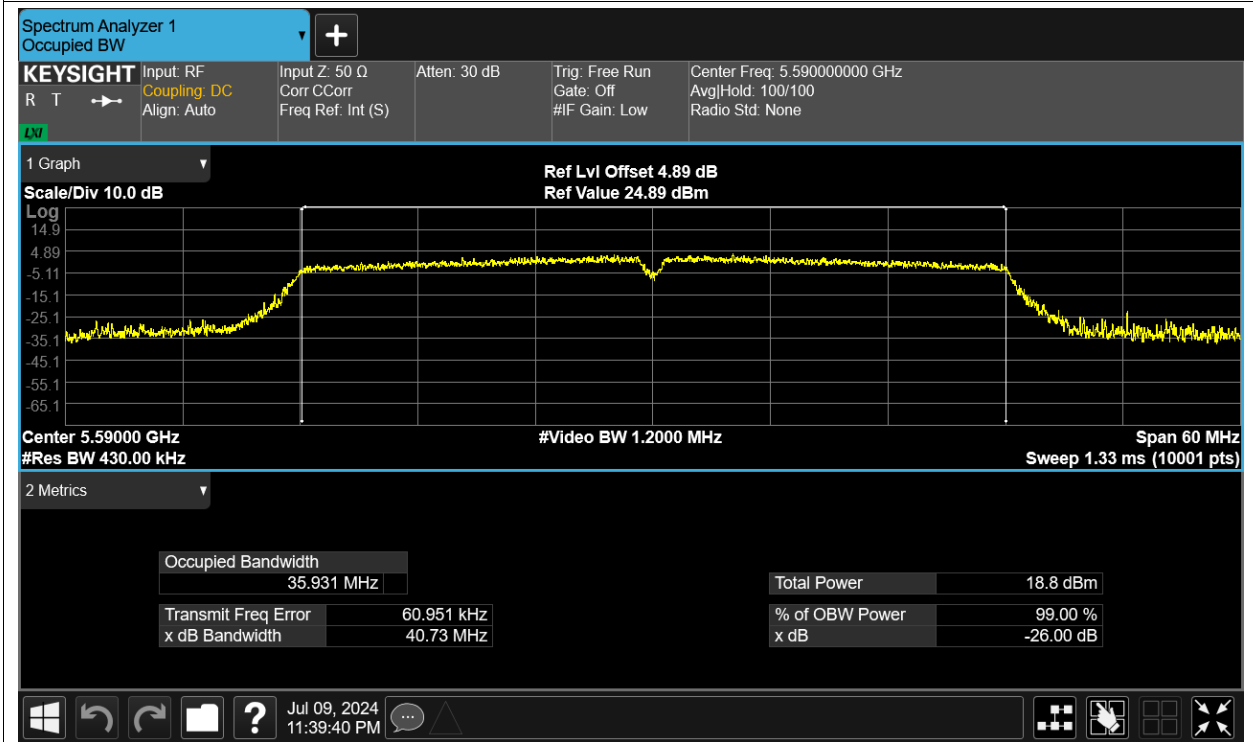 Spectrum Analyzer 1
Occupied BW
KEYSIGHT
R T
LXI
Input: RF
Coupling: DC
Align: Auto
Input Z: 50 Ω
Corr CCorr
Freq Ref: Int (S)
Atten: 30 dB
Trig: Free Run
Gate: Off
#IF Gain: Low
Center Freq: 5.590000000 GHz
Avg|Hold: 100/100
Radio Std: None
1 Graph
Scale/Div 10.0 dB
Ref Lvl Offset 4.89 dB
Ref Value 24.89 dBm
Log
14.9
4.89
-5.11
-15.1
-25.1
-35.1
-45.1
-55.1
-65.1
Center 5.59000 GHz
#Video BW 1.2000 MHz
Span 60 MHz
#Res BW 430.00 kHz
Sweep 1.33 ms (10001 pts)
2 Metrics
Occupied Bandwidth
35.931 MHz
Total Power 18.8 dBm
Transmit Freq Error 60.951 kHz
% of OBW Power 99.00 %
x dB Bandwidth 40.73 MHz
x dB -26.00 dB
?
Jul 09, 2024
11:39:40 PM